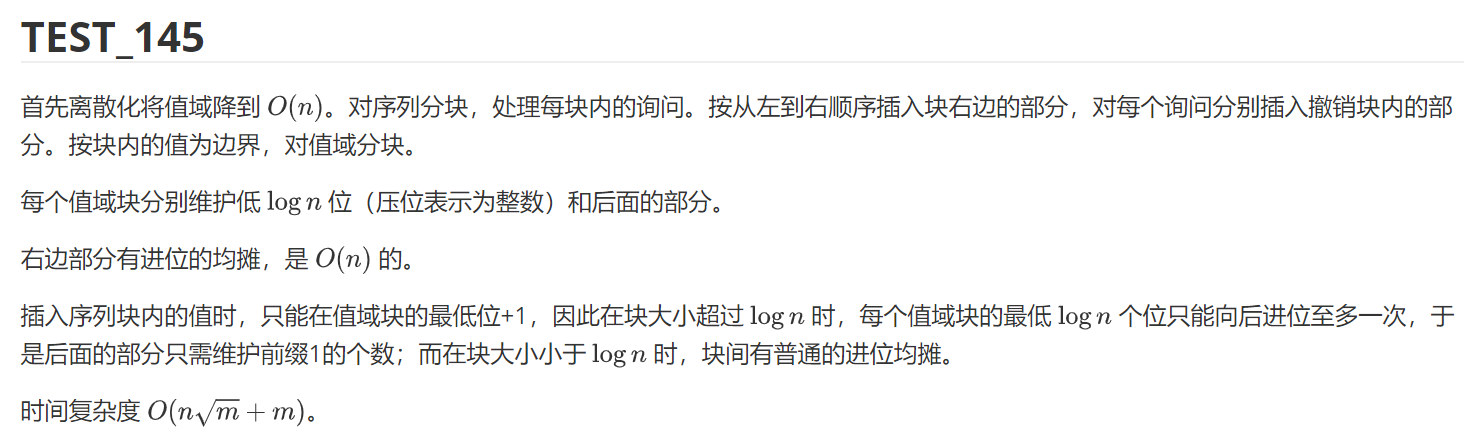 TEST_145
首先离散化将值域降到 O(n)。对序列分块，处理每块内的询问。按从左到右顺序插入块右边的部分，对每个询问分别插入撤销块内的部
分。按块内的值为边界，对值域分块。
每个值域块分别维护低 log n 位（压位表示为整数）和后面的部分。
右边部分有进位的均摊，是 O(n) 的。
插入序列块内的值时，只能在值域块的最低位+1，因此在块大小超过 log n 时，每个值域块的最低 log n 个位只能向后进位至多一次，于
是后面的部分只需维护前缀1的个数；而在块大小小于 log n 时，块间有普通的进位均摊。
时间复杂度 O(n√m + m)。